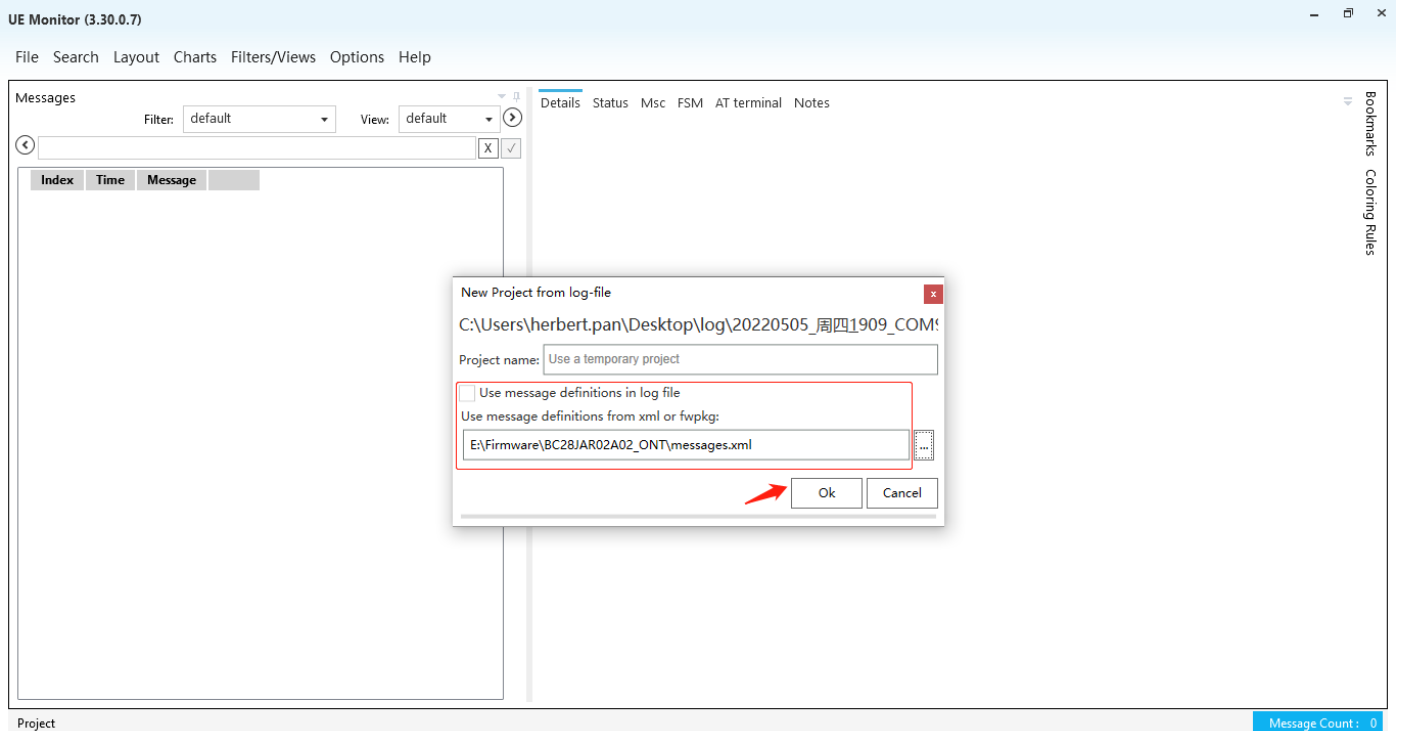 UE Monitor (3.30.0.7)
File Search Layout Charts Filters/Views Options Help
Messages
Filter: default View: default
X
Index Time Message
Details Status Msc FSM AT terminal Notes
Bookmarks Coloring Rules
New Project from log-file
x
C:\Users\herbert.pan\Desktop\log\20220505_周四1909_COM9
Project name: Use a temporary project
Use message definitions in log file
Use message definitions from xml or fwpkg:
E:\Firmware\BC28JAR02A02_ONT\messages.xml
...
Ok Cancel
Project
Message Count: 0